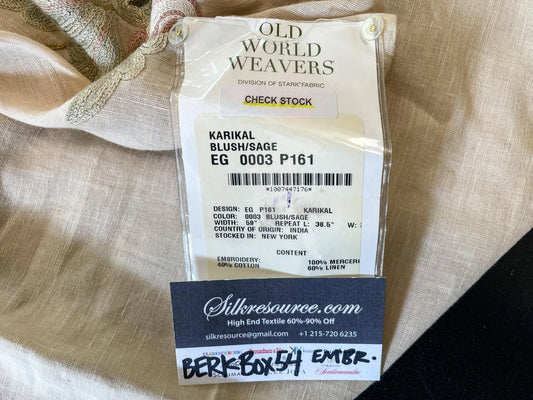 OLD
WORLD
WEAVERS
DIVISION OF STARK FABRIC
CHECK STOCK
KARIKAL
BLUSH/SAGE
EG 0003 P161
*1007447176*
DESIGN: EG P161 KARIKAL
COLOR: 0003 BLUSH/SAGE
WIDTH: 59" REPEAT L: 38.5" W:
COUNTRY OF ORIGIN: INDIA
STOCKED IN: NEW YORK
CONTENT
EMBROIDERY: 100% MERCERI
40% COTTON 60% LINEN
Silkresource.com
High End Textile 60%-90% Off
silkresource@gmail.com +1 215-720 6235
BERK BOX54 EMBR.
Scalamandre